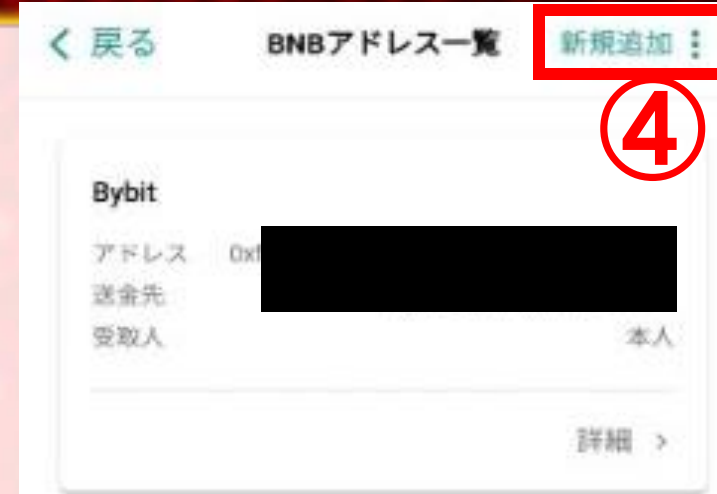 戻る BNBアドレス一覧 新規追加
④
Bybit
アドレス 0xf
送金先
受取人 本人
詳細 >